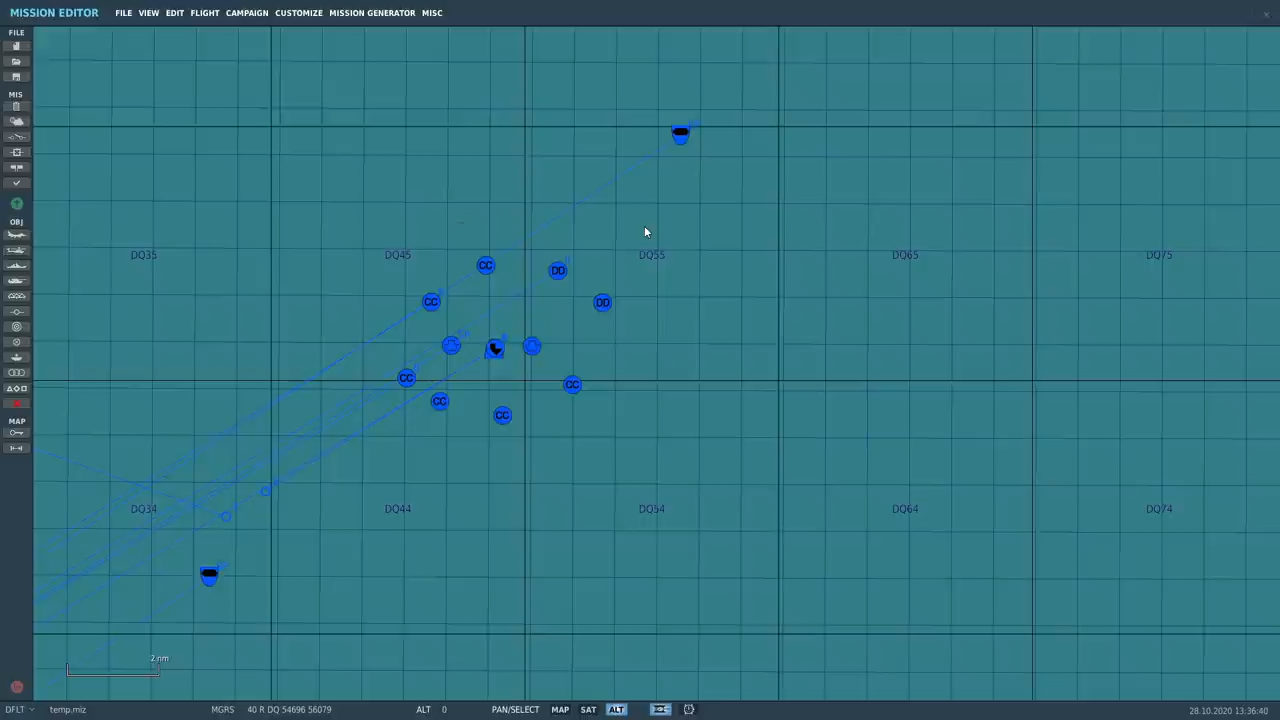 MISSION EDITOR FILE VIEW EDIT FLIGHT CAMPAIGN CUSTOMIZE MISSION GENERATOR MISC
FILE
MIS
OBJ
MAP
DQ35 DQ45 DQ55 DQ65 DQ75
CC DD
CC DD
CC CC
CC CC
DQ34 DQ44 DQ54 DQ64 DQ74
2 nm
DFLT temp.miz MGRS 40 R DQ 54696 56079 ALT 0 PAN/SELECT MAP SAT ALT 28.10.2020 13:36:40